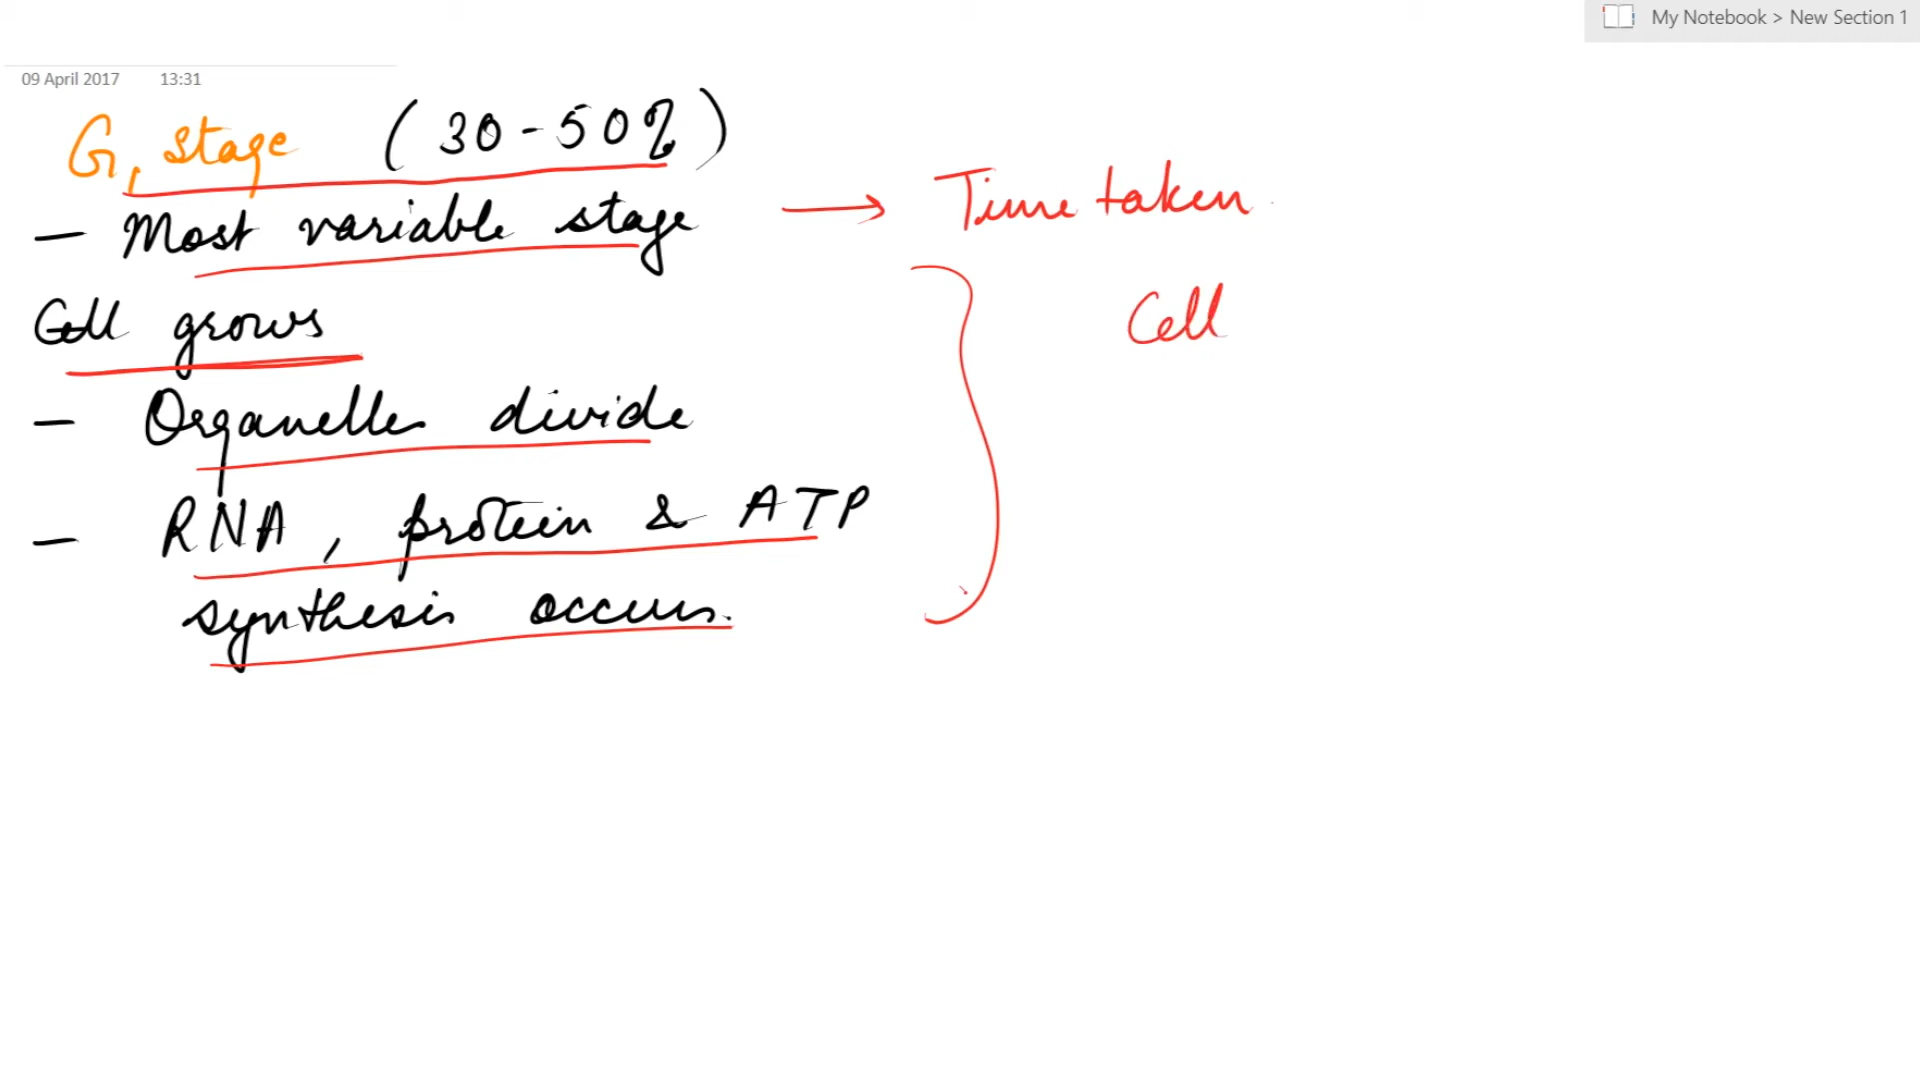 My Notebook > New Section 1
09 April 2017 13:31
G1 stage (30-50%)
- Most variable stage → Time taken
Cell grows
Cell
- Organelles divide
- RNA, protein & ATP
synthesis occurs.